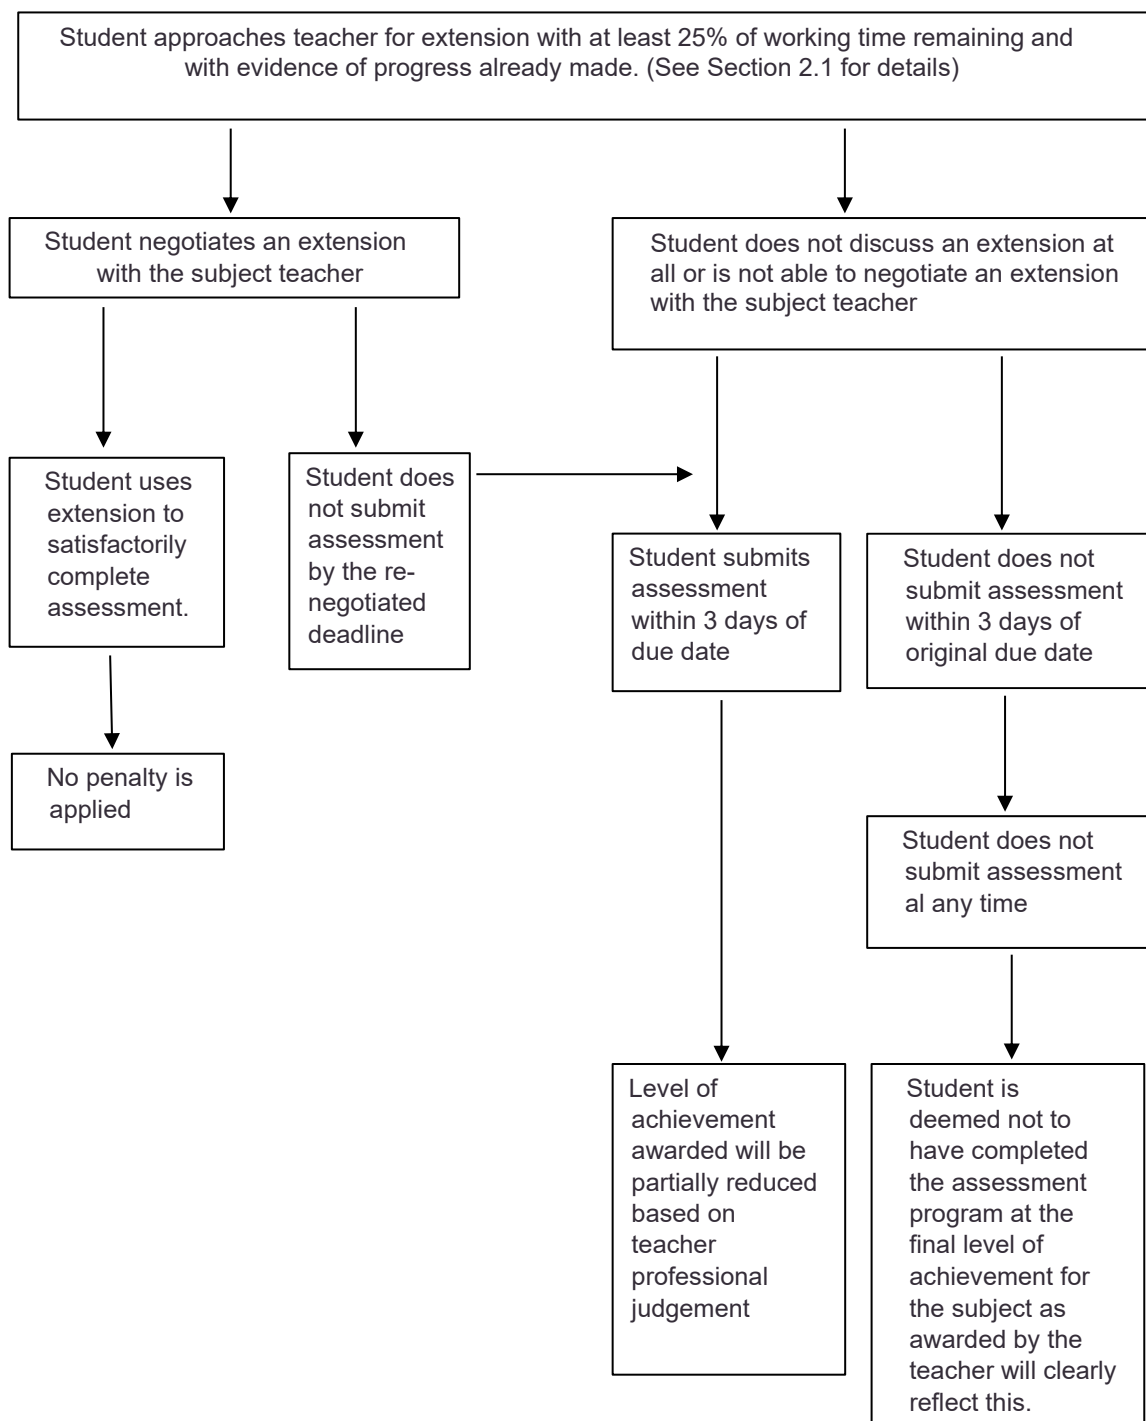 Student approaches teacher for extension with at least 25% of working time remaining and
with evidence of progress already made. (See Section 2.1 for details)
Student negotiates an extension
with the subject teacher
Student does not discuss an extension at
all or is not able to negotiate an extension
with the subject teacher
Student uses
extension to
satisfactorily
complete
assessment.
Student does
not submit
assessment
by the re-
negotiated
deadline
Student submits
assessment
within 3 days of
due date
Student does not
submit assessment
within 3 days of
original due date
No penalty is
applied
Student does not
submit assessment
al any time
Level of
achievement
awarded will be
partially reduced
based on
teacher
professional
judgement
Student is
deemed not to
have completed
the assessment
program at the
final level of
achievement for
the subject as
awarded by the
teacher will clearly
reflect this.